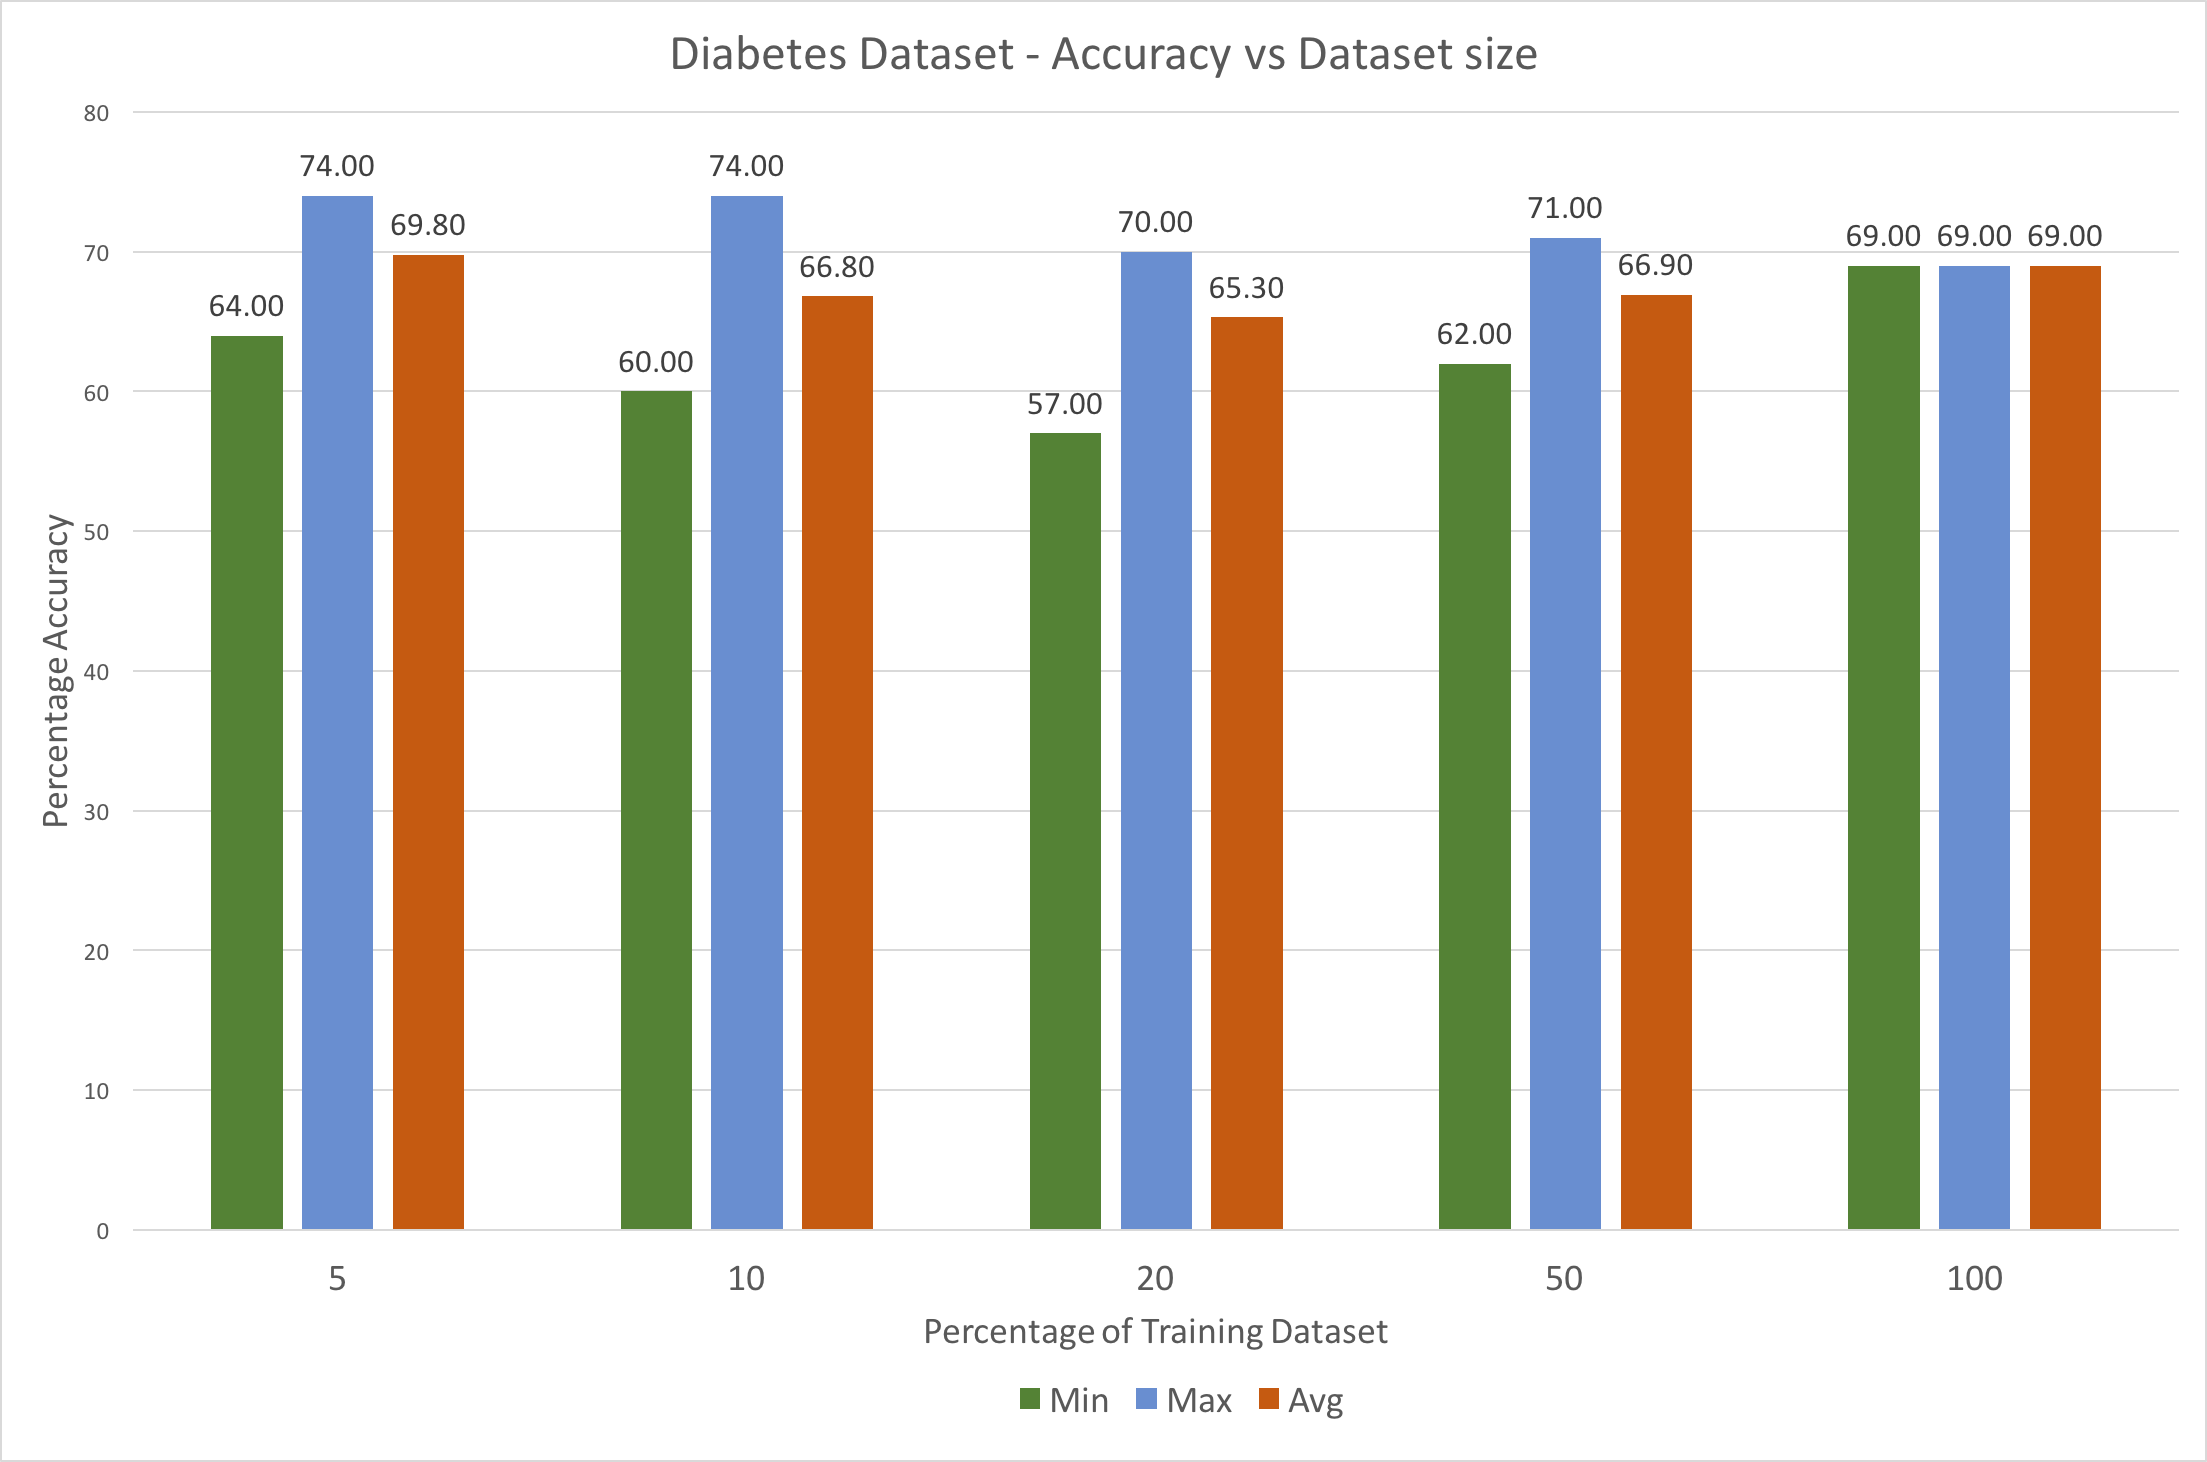 Diabetes Dataset - Accuracy vs Dataset size
80
70
60
50
40
30
20
10
0
Percentage Accuracy
64.00 74.00 69.80
60.00 74.00 66.80
57.00 70.00 65.30
62.00 71.00 66.90
69.00 69.00 69.00
5 10 20 50 100
Percentage of Training Dataset
Min Max Avg